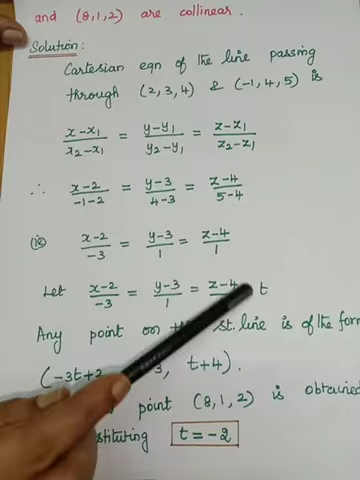 and (8,1,2) are collinear.
Solution:
Cartesian eqn of the line passing
through (2,3,4) & (-1,4,5) is
x-x₁/x₂-x₁ = y-y₁/y₂-y₁ = z-z₁/z₂-z₁
∴ x-2/-1-2 = y-3/4-3 = z-4/5-4
(ie) x-2/-3 = y-3/1 = z-4/1
Let x-2/-3 = y-3/1 = z-4 t
Any point on st. line is of the form
(-3t+2 3, t+4).
point (8,1,2) is obtained
t = -2